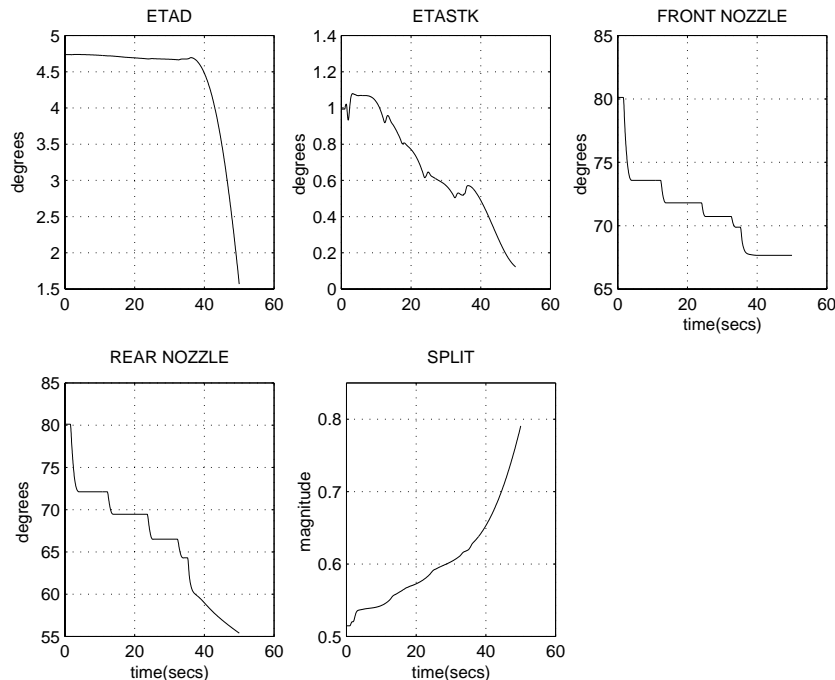 ETAD
5
4.5
4
3.5
3
2.5
2
1.5
0 20 40 60
degrees
ETASTK
1.4
1.2
1
0.8
0.6
0.4
0.2
0
0 20 40 60
degrees
FRONT NOZZLE
85
80
75
70
65
0 20 40 60
degrees
time(secs)
REAR NOZZLE
85
80
75
70
65
60
55
0 20 40 60
degrees
time(secs)
SPLIT
0.8
0.7
0.6
0.5
0 20 40 60
magnitude
time(secs)